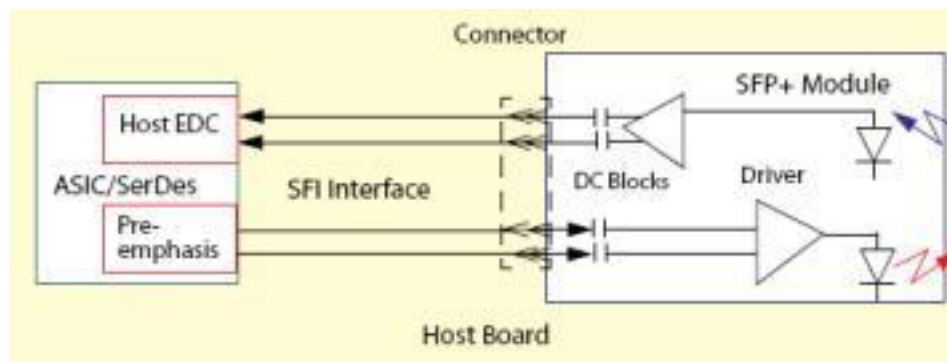 Connector
SFP+ Module
Host EDC
ASIC/SerDes
SFI Interface
DC Blocks
Driver
Pre-
emphasis
Host Board